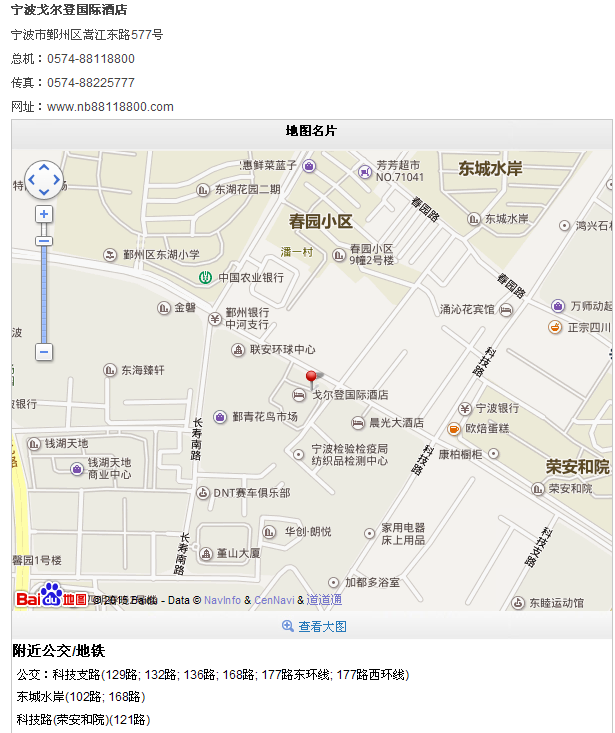 宁波戈尔登国际酒店
宁波市鄞州区嵩江东路577号
总机：0574-88118800
传真：0574-88225777
网址：www.nb88118800.com
地图名片
惠鲜菜蓝子
芳芳超市
NO.71041
东城水岸
东湖花园二期
春园路
春园小区
东城水岸
鸿兴石
潘一村
春园小区
9幢2号楼
鄞州区东湖小学
中国农业银行
春园路
金磐
鄞州银行
中河支行
涌沁花宾馆
万师动起
正宗四川
联安环球中心
科技路
东海臻轩
戈尔登国际酒店
波银行
鄞青花鸟市场
晨光大酒店
宁波银行
欧焙蛋糕
长寿南路
钱湖天地
钱湖天地
商业中心
宁波检验检疫局
纺织品检测中心
科技路
康柏橱柜
荣安和院
荣安和院
DNT赛车俱乐部
长寿南路
华创·朗悦
家用电器
床上用品
科技支路
馨园1号楼
董山大厦
加都多浴室
东睦运动馆
Bai du 地图 © 2015 Baidu - Data © NavInfo & CenNavi & 道道通
查看大图
附近公交/地铁
公交：科技支路(129路; 132路; 136路; 168路; 177路东环线; 177路西环线)
东城水岸(102路; 168路)
科技路(荣安和院)(121路)